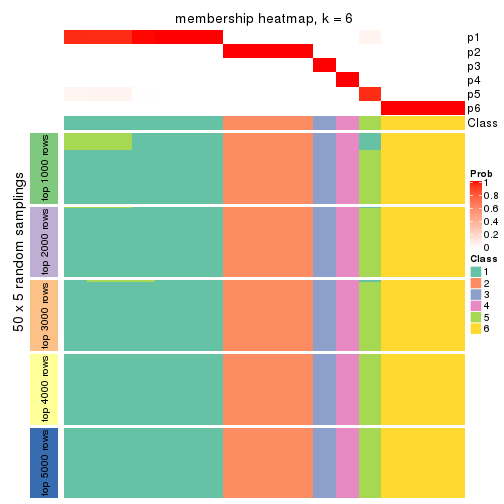 membership heatmap, k = 6
p1
p2
p3
p4
p5
p6
Class
50 x 5 random samplings
top 1000 rows
top 2000 rows
top 3000 rows
top 4000 rows
top 5000 rows
Prob
1
0.8
0.6
0.4
0.2
0
Class
1
2
3
4
5
6